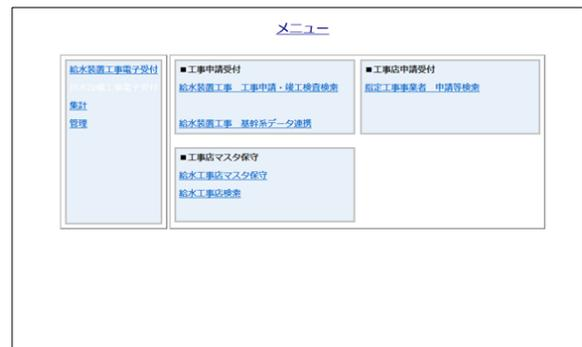 メニュー
給水装置工事電子受付
集計
管理
■工事申請受付
給水装置工事　工事申請・竣工検査検索
給水装置工事　基幹系データ連携
■工事店申請受付
指定工事事業者　申請等検索
■工事店マスタ保守
給水工事店マスタ保守
給水工事店検索